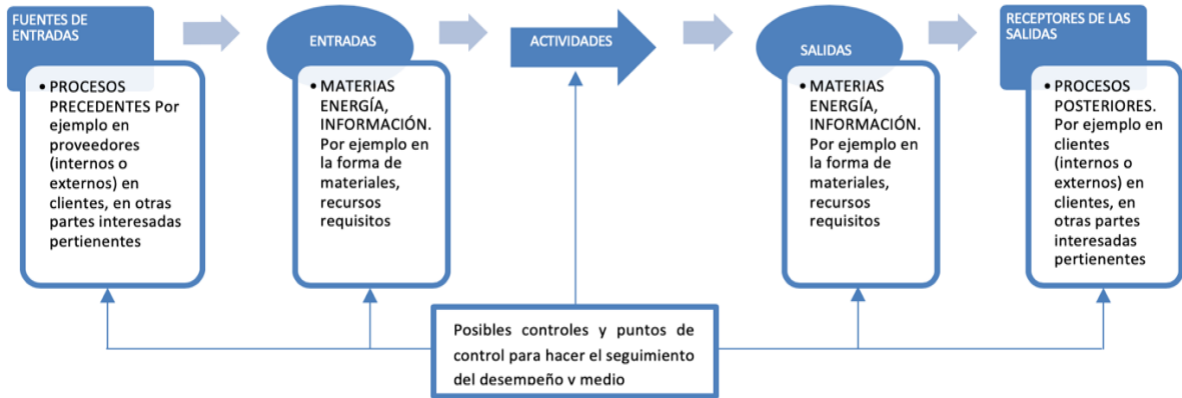 FUENTES DE
ENTRADAS
• PROCESOS
PRECEDENTES Por
ejemplo en
proveedores
(internos o
externos) en
clientes, en otras
partes interesadas
pertienentes
ENTRADAS
• MATERIAS
ENERGÍA,
INFORMACIÓN.
Por ejemplo en
la forma de
materiales,
recursos
requisitos
ACTIVIDADES
SALIDAS
• MATERIAS
ENERGÍA,
INFORMACIÓN.
Por ejemplo en
la forma de
materiales,
recursos
requisitos
RECEPTORES DE LAS
SALIDAS
• PROCESOS
POSTERIORES.
Por ejemplo en
clientes
(internos o
externos) en
clientes, en
otras partes
interesadas
pertienentes
Posibles controles y puntos de
control para hacer el seguimiento
del desempeño y medio